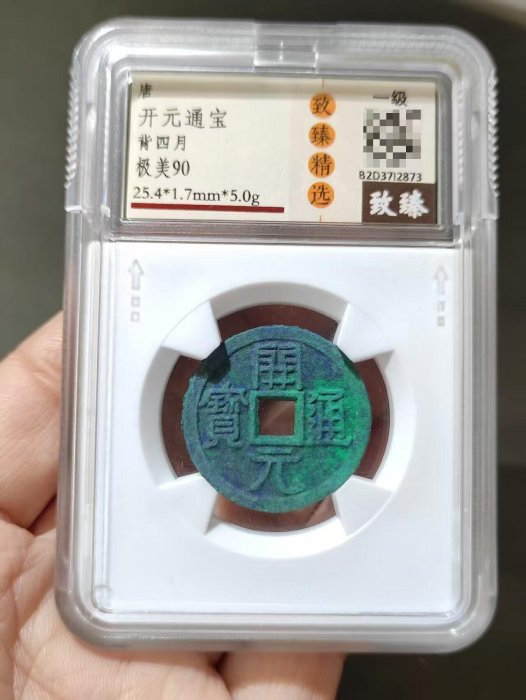 唐
开元通宝
背四月
极美90
25.4*1.7mm*5.0g
致臻精选
一级
B2D37I2873
致臻
開元通寳